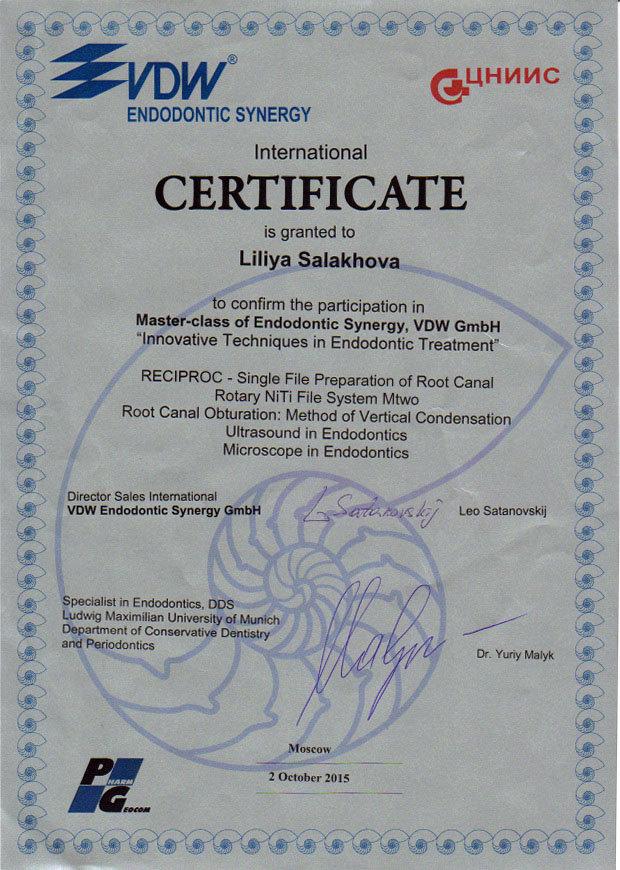 VDW®
ENDODONTIC SYNERGY
ЦНИИС
International
CERTIFICATE
is granted to
Liliya Salakhova
to confirm the participation in
Master-class of Endodontic Synergy, VDW GmbH
“Innovative Techniques in Endodontic Treatment”
RECIPROC - Single File Preparation of Root Canal
Rotary NiTi File System Mtwo
Root Canal Obturation: Method of Vertical Condensation
Ultrasound in Endodontics
Microscope in Endodontics
Director Sales International
VDW Endodontic Synergy GmbH
L Satanovskij
Leo Satanovskij
Specialist in Endodontics, DDS
Ludwig Maximilian University of Munich
Department of Conservative Dentistry
and Periodontics
Malyk
Dr. Yuriy Malyk
Moscow
2 October 2015
PHARM
GEOCOM